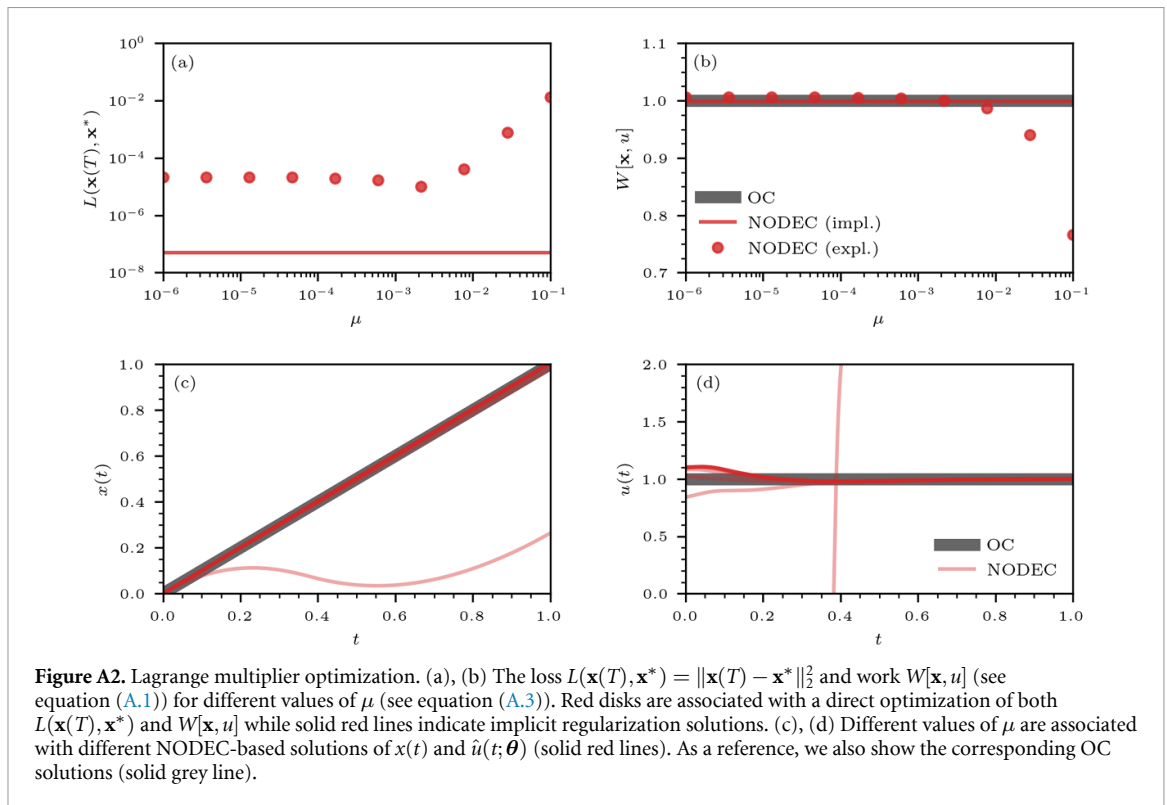 (a)
10⁰
10⁻²
10⁻⁴
10⁻⁶
10⁻⁸
L(x(T), x*)
10⁻⁶ 10⁻⁵ 10⁻⁴ 10⁻³ 10⁻² 10⁻¹
μ
(b)
1.1
1.0
0.9
0.8
0.7
W[x, u]
OC
NODEC (impl.)
NODEC (expl.)
10⁻⁶ 10⁻⁵ 10⁻⁴ 10⁻³ 10⁻² 10⁻¹
μ
(c)
1.0
0.8
0.6
0.4
0.2
0.0
x(t)
0.0 0.2 0.4 0.6 0.8 1.0
t
(d)
2.0
1.5
1.0
0.5
0.0
u(t)
OC
NODEC
0.0 0.2 0.4 0.6 0.8 1.0
t
Figure A2. Lagrange multiplier optimization. (a), (b) The loss L(x(T), x*) = ‖x(T) − x*‖₂² and work W[x, u] (see
equation (A.1)) for different values of μ (see equation (A.3)). Red disks are associated with a direct optimization of both
L(x(T), x*) and W[x, u] while solid red lines indicate implicit regularization solutions. (c), (d) Different values of μ are associated
with different NODEC-based solutions of x(t) and û(t; θ) (solid red lines). As a reference, we also show the corresponding OC
solutions (solid grey line).